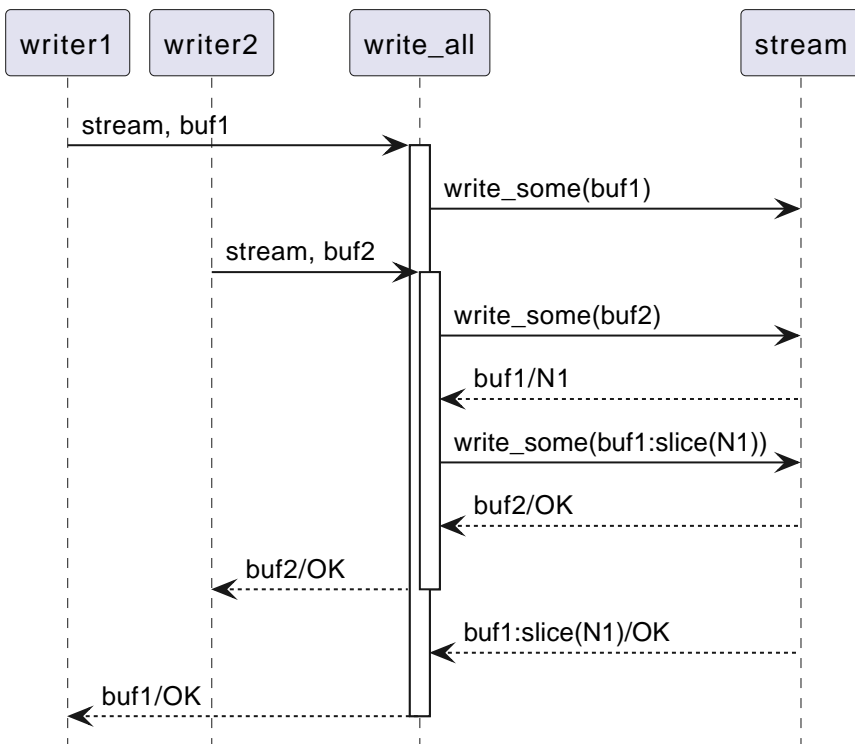 writer1 writer2 write_all stream
stream, buf1
write_some(buf1)
stream, buf2
write_some(buf2)
buf1/N1
write_some(buf1:slice(N1))
buf2/OK
buf2/OK
buf1:slice(N1)/OK
buf1/OK